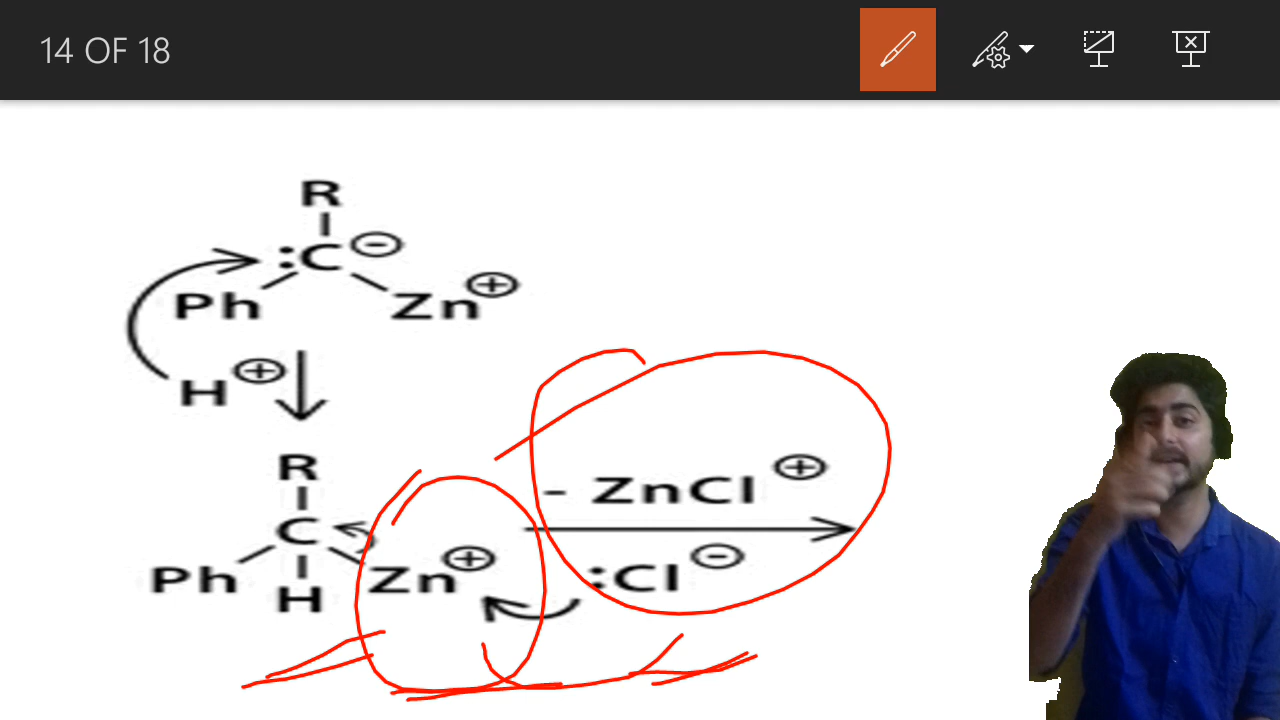 14 OF 18
R
:C⊖
Ph Zn⊕
H⊕
R
C
Ph H Zn⊕
- ZnCl⊕
:Cl⊖